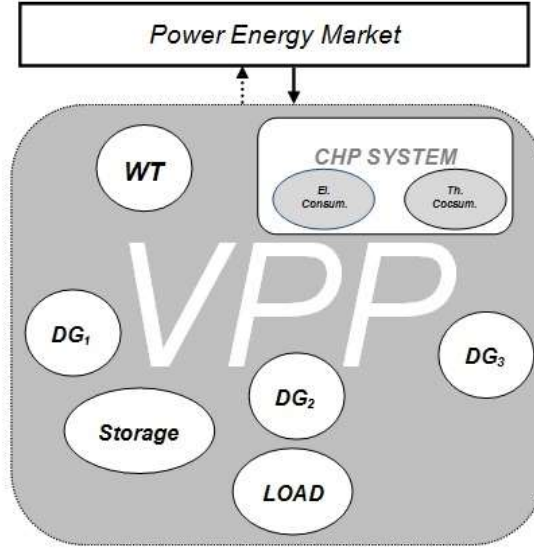 Power Energy Market
WT
CHP SYSTEM
El.
Consum.
Th.
Cocsum.
VPP
DG₁
DG₃
DG₂
Storage
LOAD